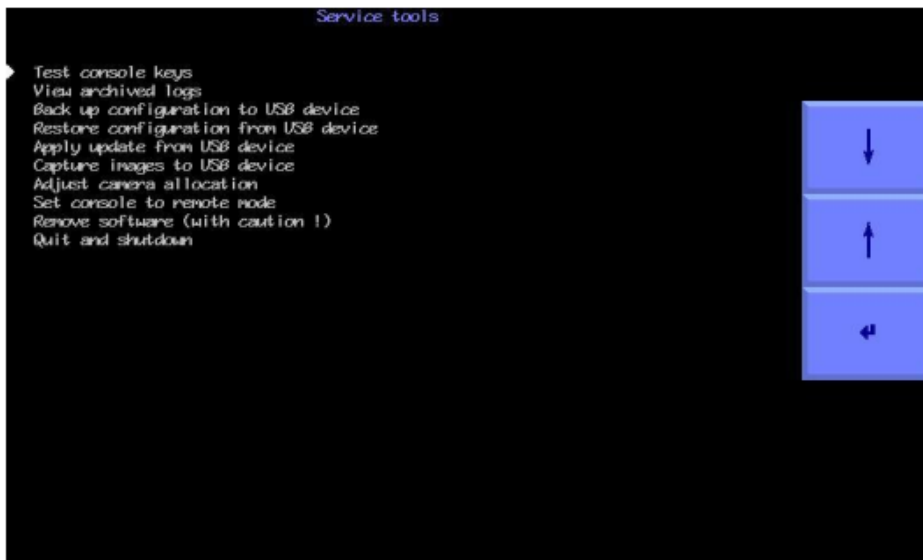 Service tools
Test console keys
View archived logs
Back up configuration to USB device
Restore configuration from USB device
Apply update from USB device
Capture images to USB device
Adjust camera allocation
Set console to remote mode
Remove software (with caution !)
Quit and shutdown